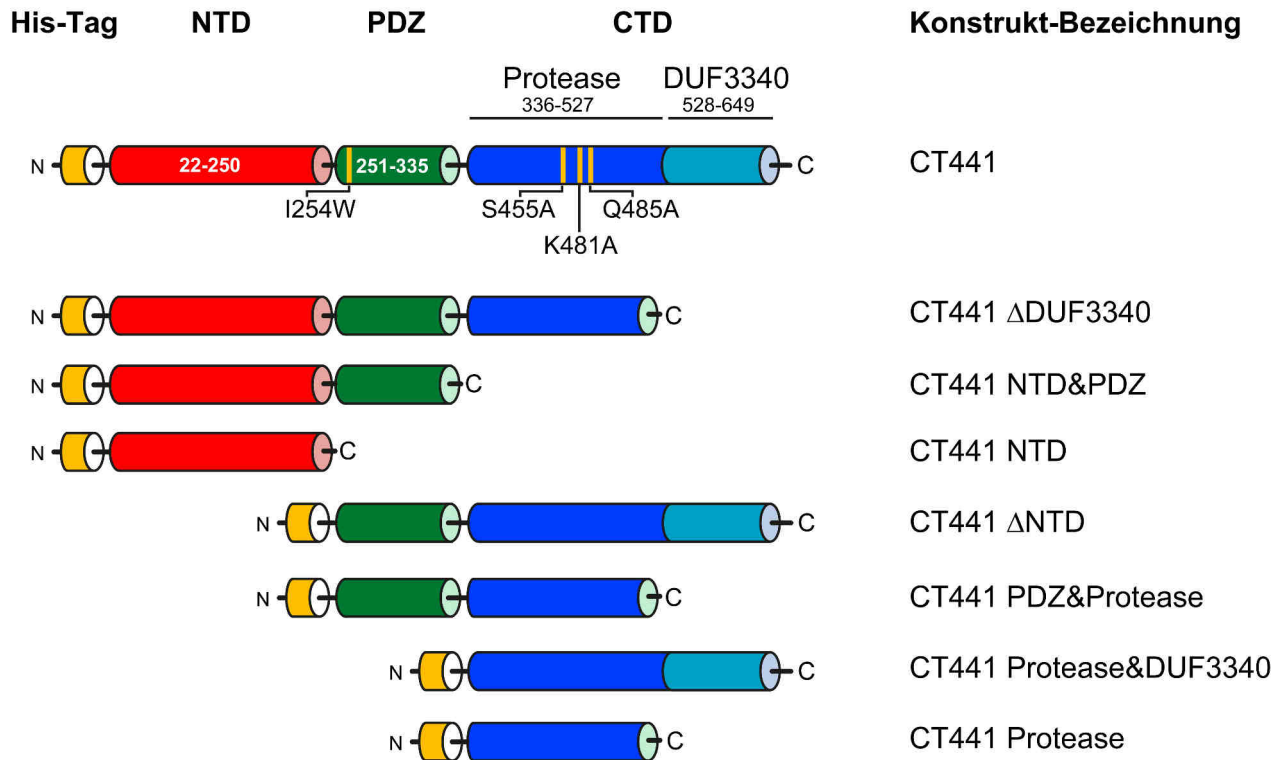 His-Tag NTD PDZ CTD Konstrukt-Bezeichnung
Protease DUF3340
336-527 528-649
N 22-250 251-335 C CT441
I254W S455A Q485A
K481A
N C CT441 ΔDUF3340
N C CT441 NTD&PDZ
N C CT441 NTD
N C CT441 ΔNTD
N C CT441 PDZ&Protease
N C CT441 Protease&DUF3340
N C CT441 Protease